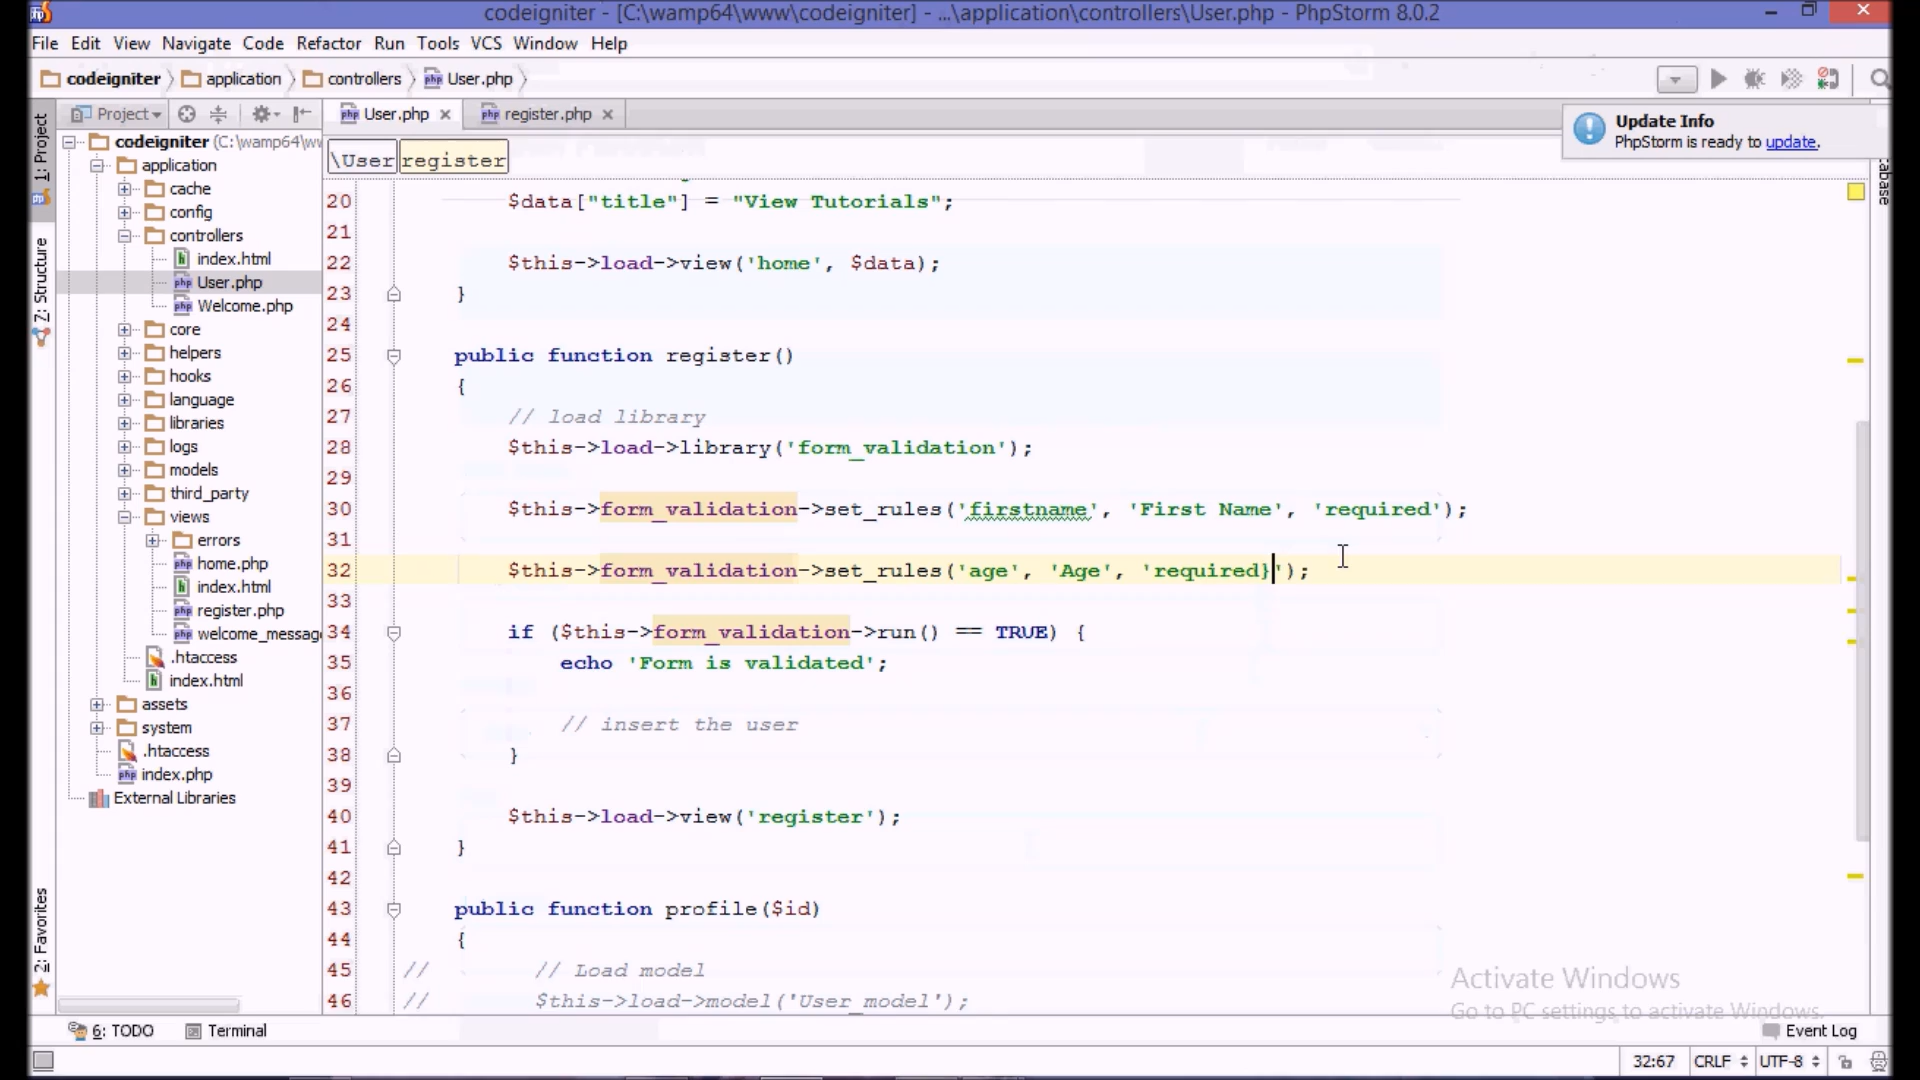 codeigniter - [C:\wamp64\www\codeigniter] - ...\application\controllers\User.php - PhpStorm 8.0.2
File Edit View Navigate Code Refactor Run Tools VCS Window Help
codeigniter application controllers User.php
Project User.php register.php
Update Info
PhpStorm is ready to update.
\User register
1: Project
7: Structure
2: Favorites
abase
codeigniter (C:\wamp64\w
application
cache
config
controllers
index.html
User.php
Welcome.php
core
helpers
hooks
language
libraries
logs
models
third_party
views
errors
home.php
index.html
register.php
welcome_messag
.htaccess
index.html
assets
system
.htaccess
index.php
External Libraries
20 $data["title"] = "View Tutorials";
21
22 $this->load->view('home', $data);
23 }
24
25 public function register()
26 {
27 // load library
28 $this->load->library('form_validation');
29
30 $this->form_validation->set_rules('firstname', 'First Name', 'required');
31
32 $this->form_validation->set_rules('age', 'Age', 'required}');
33
34 if ($this->form_validation->run() == TRUE) {
35 echo 'Form is validated';
36
37 // insert the user
38 }
39
40 $this->load->view('register');
41 }
42
43 public function profile($id)
44 {
45 // // Load model
46 // $this->load->model('User_model');
Activate Windows
Go to PC settings to activate Windows.
6: TODO Terminal Event Log
32:67 CRLF UTF-8